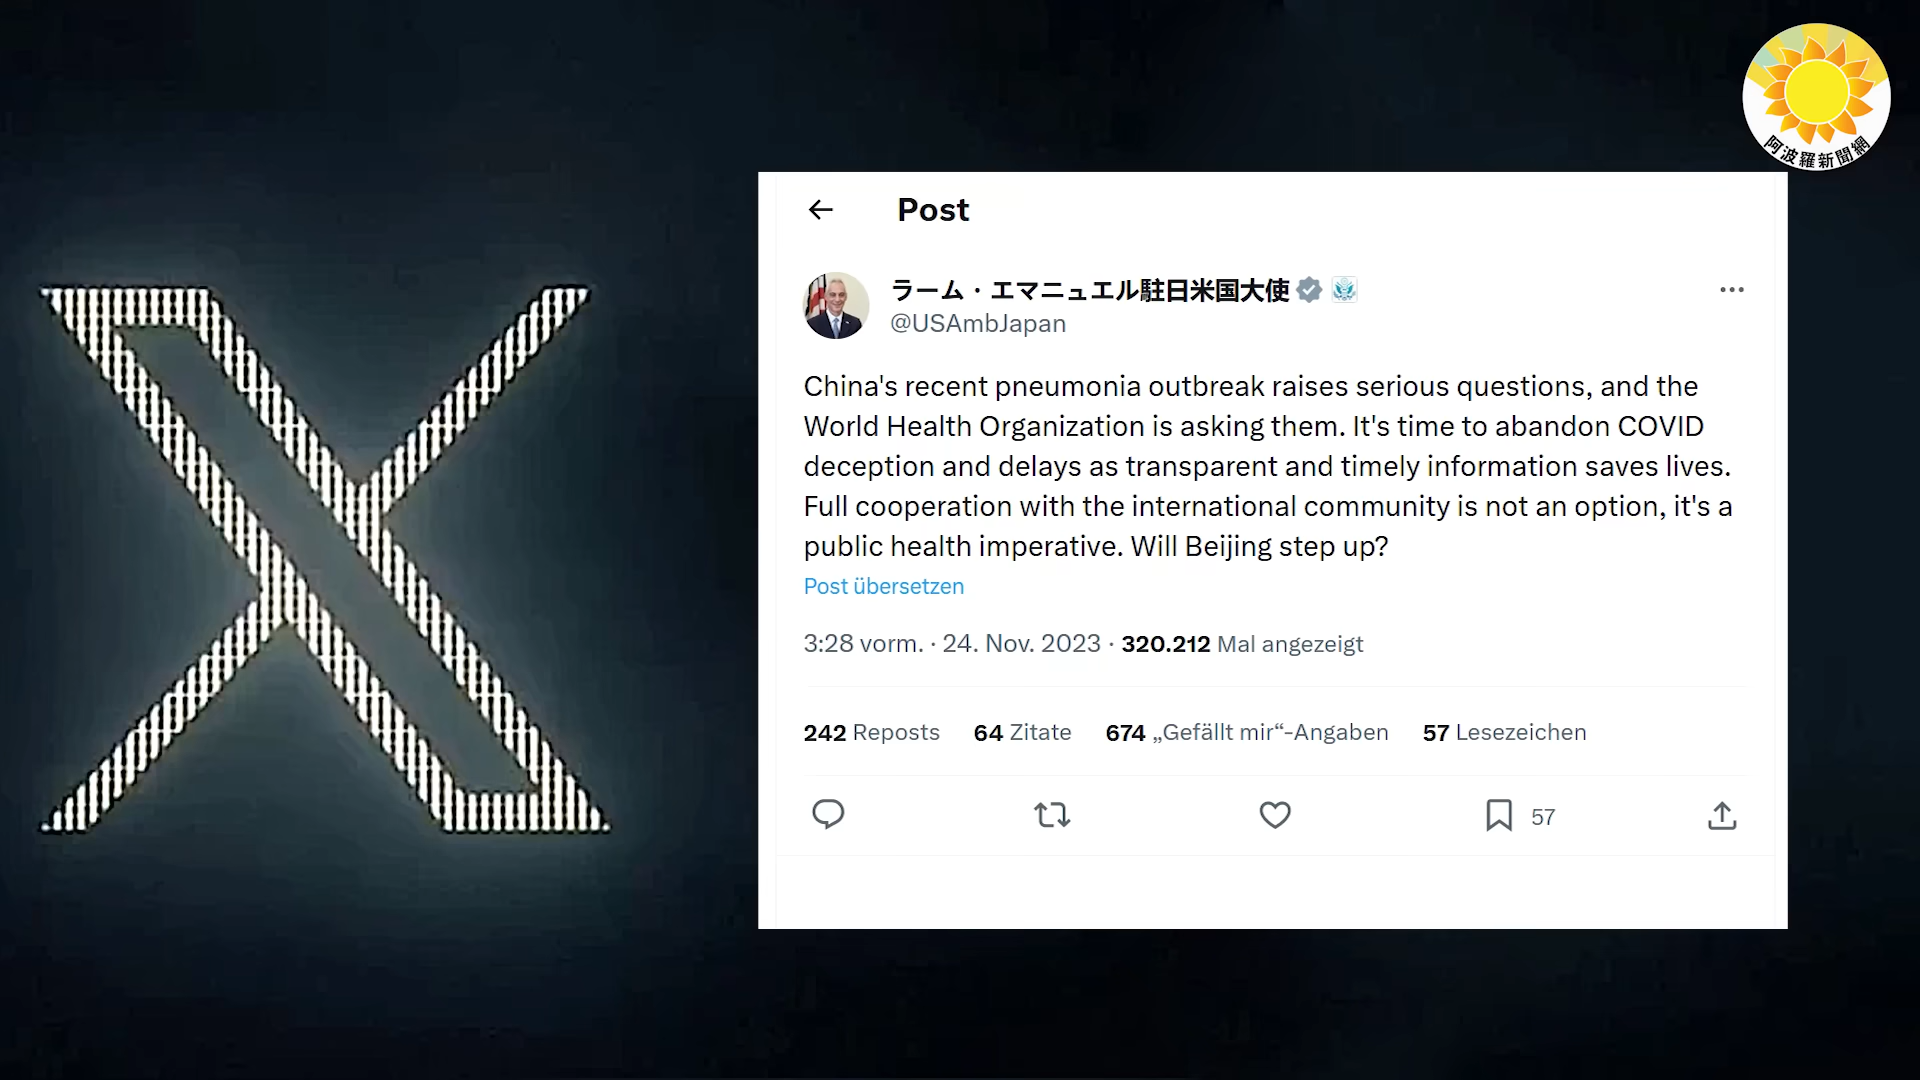 阿波羅新聞網
Post
ラーム・エマニュエル駐日米国大使
@USAmbJapan
China's recent pneumonia outbreak raises serious questions, and the
World Health Organization is asking them. It's time to abandon COVID
deception and delays as transparent and timely information saves lives.
Full cooperation with the international community is not an option, it's a
public health imperative. Will Beijing step up?
Post übersetzen
3:28 vorm. · 24. Nov. 2023 · 320.212 Mal angezeigt
242 Reposts 64 Zitate 674 „Gefällt mir“-Angaben 57 Lesezeichen
57